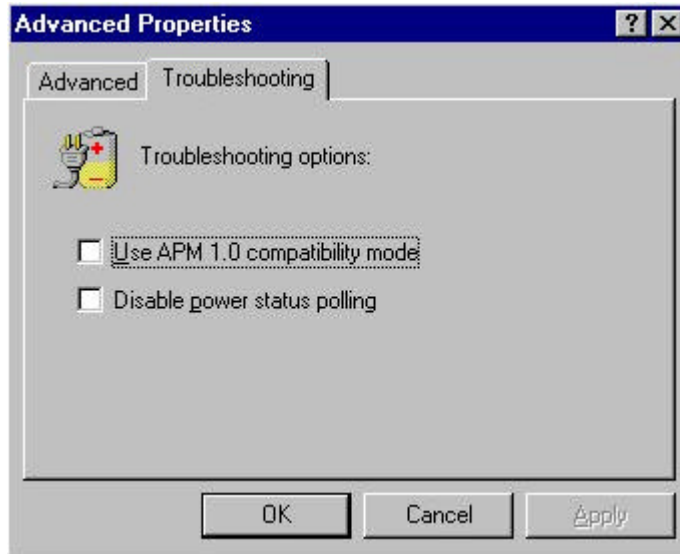 Advanced Properties
Advanced Troubleshooting
Troubleshooting options:
Use APM 1.0 compatibility mode
Disable power status polling
OK Cancel Apply